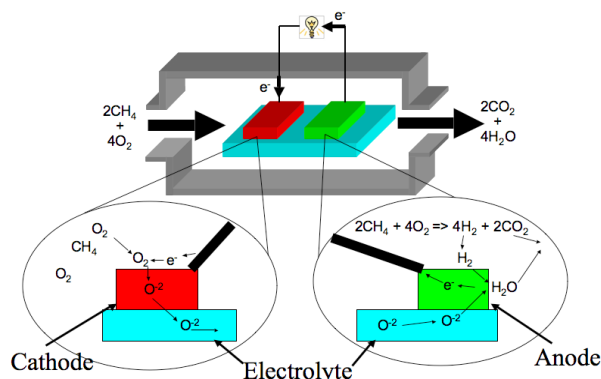 e-
e-
2CH₄
+
4O₂
2CO₂
+
4H₂O
O₂
CH₄
O₂
O₂
e-
O⁻²
O⁻²
2CH₄ + 4O₂ => 4H₂ + 2CO₂
H₂
e-
H₂O
O⁻²
O⁻²
Cathode
Electrolyte
Anode